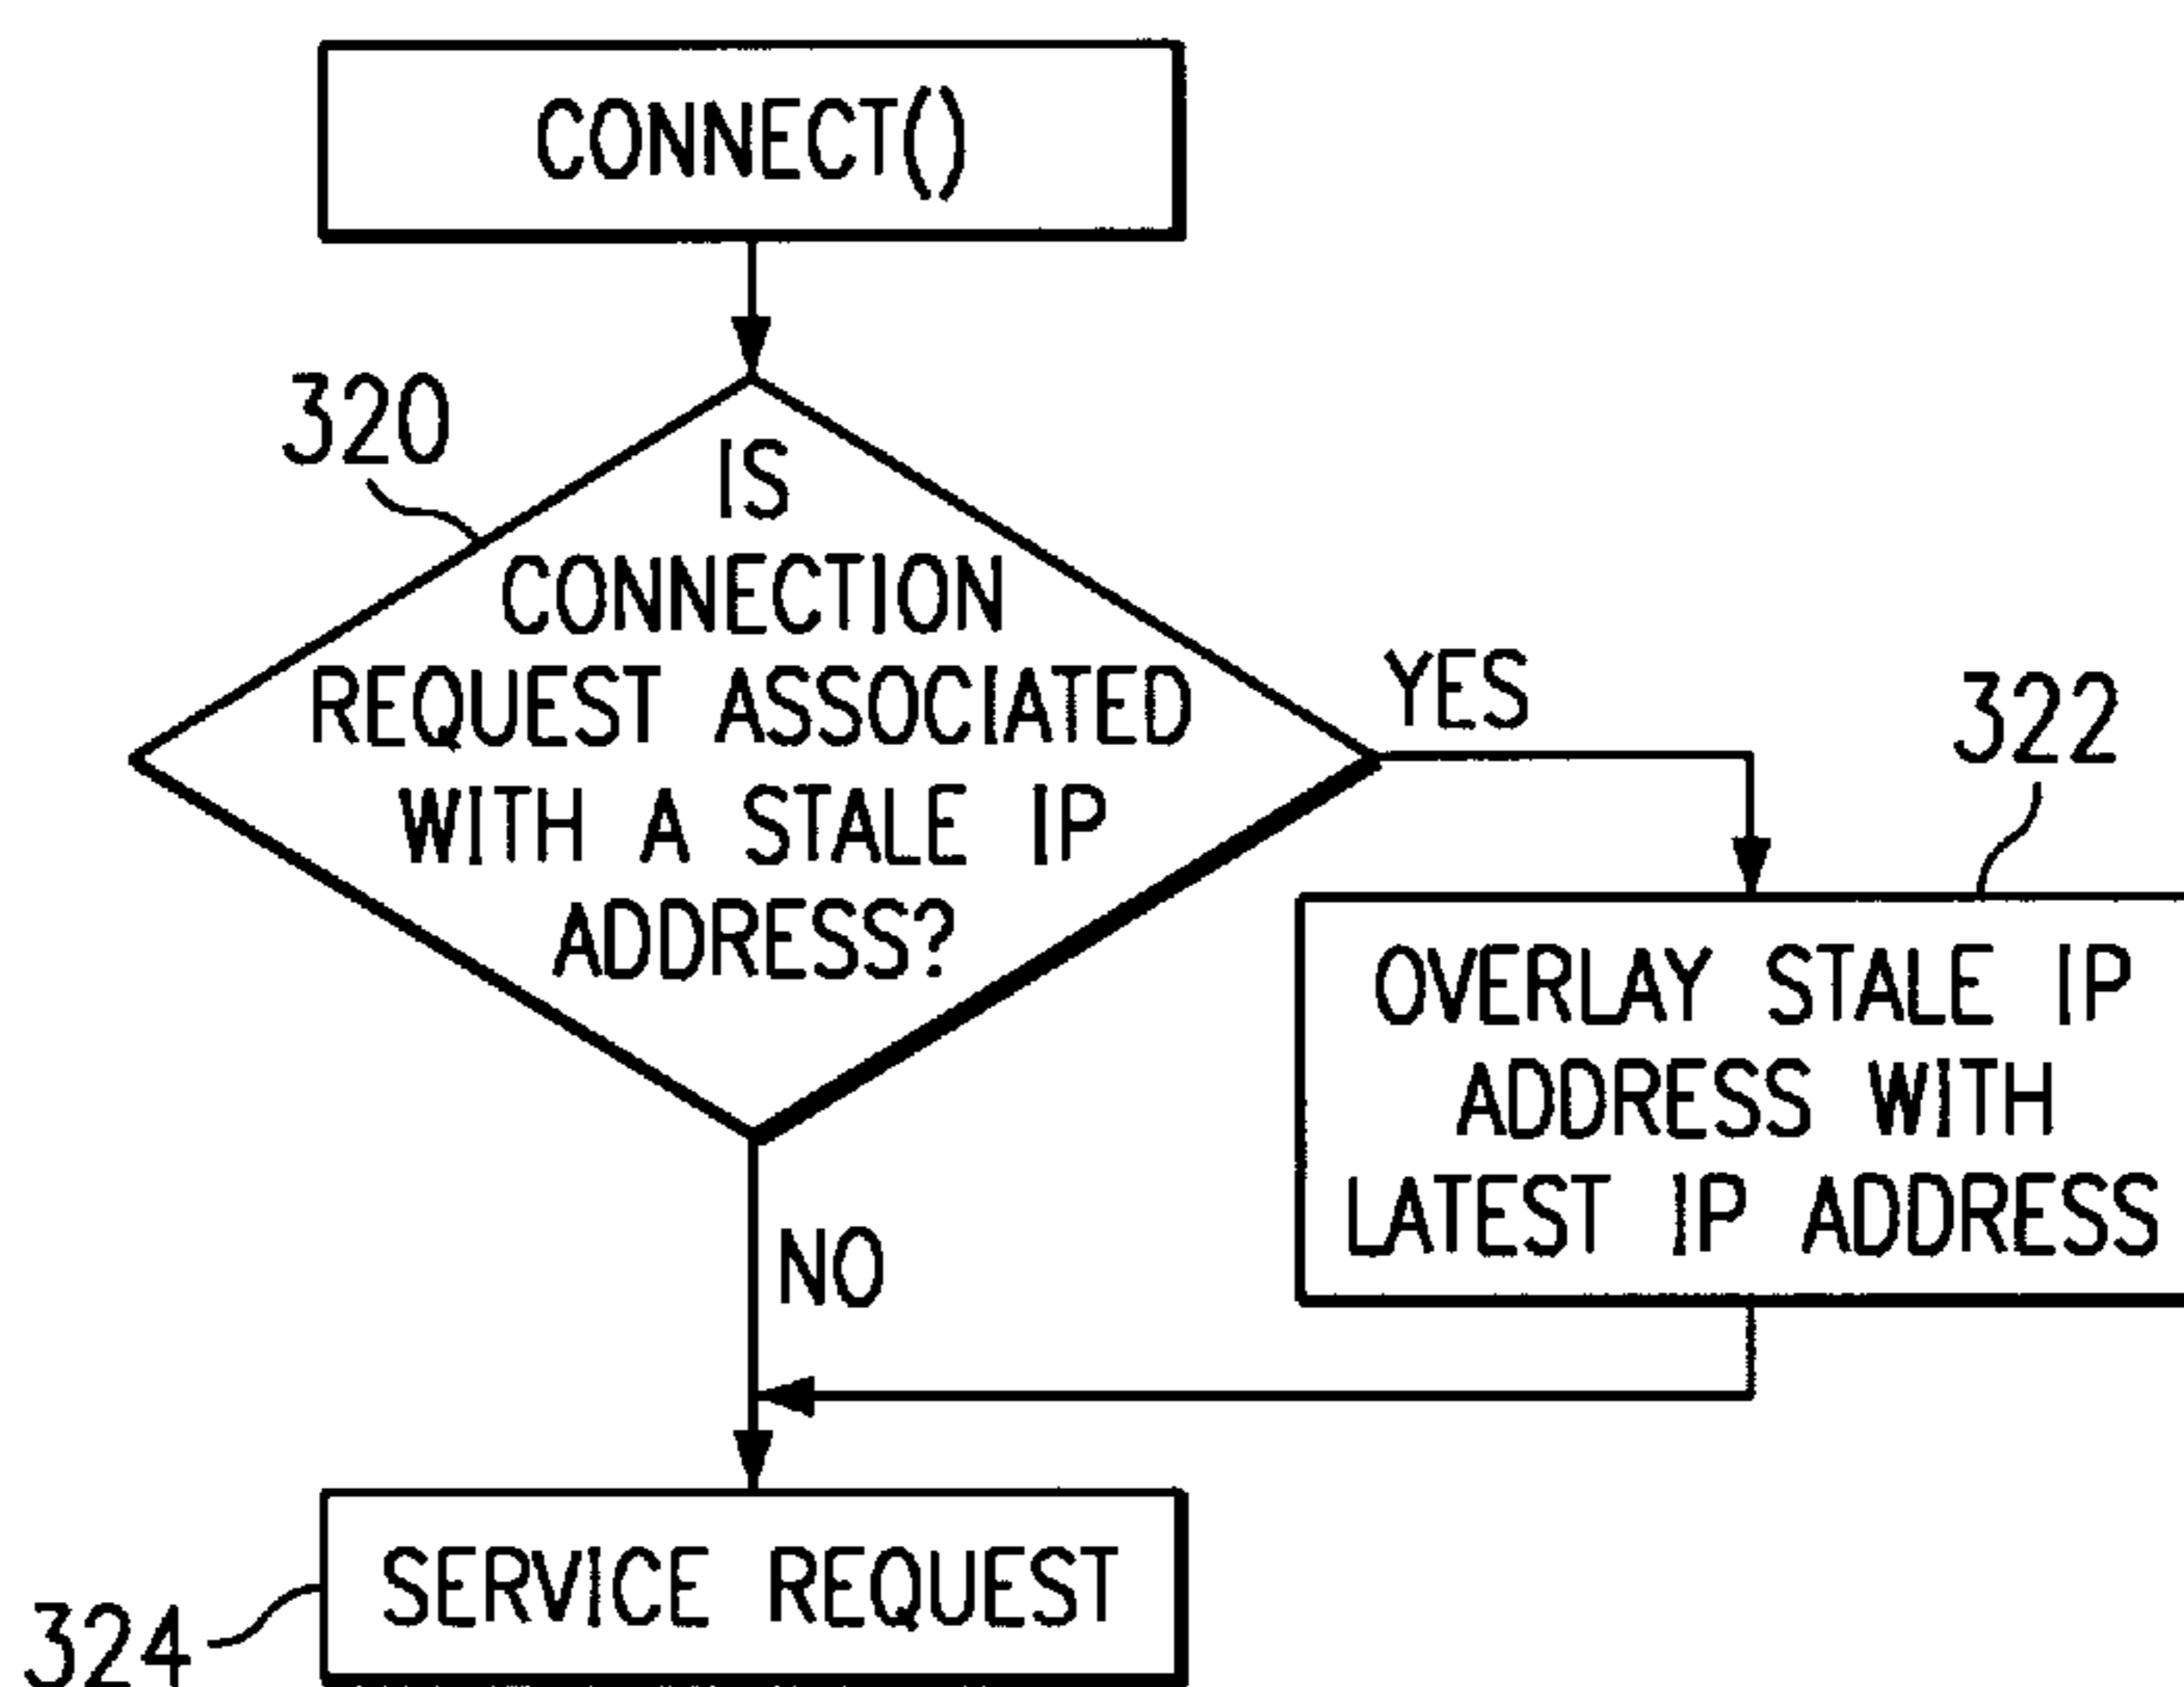 CONNECT()
320
IS
CONNECTION
REQUEST ASSOCIATED
WITH A STALE IP
ADDRESS?
YES
322
OVERLAY STALE IP
ADDRESS WITH
LATEST IP ADDRESS
NO
SERVICE REQUEST
324